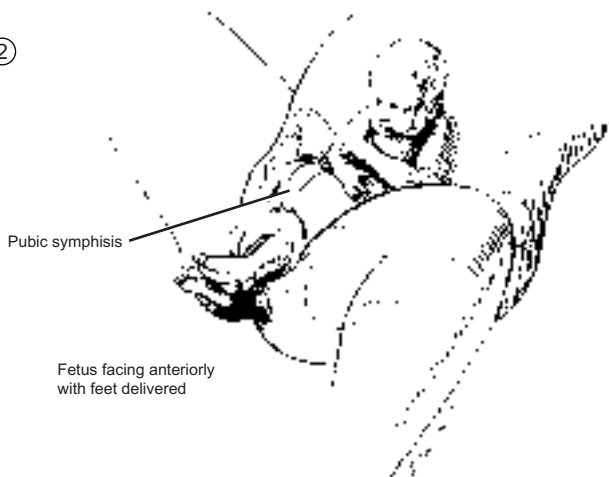 ②
Pubic symphisis
Fetus facing anteriorly
with feet delivered